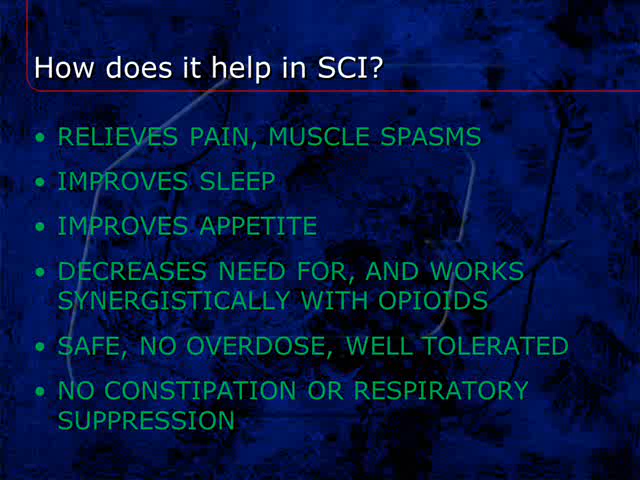 How does it help in SCI?
• RELIEVES PAIN, MUSCLE SPASMS
• IMPROVES SLEEP
• IMPROVES APPETITE
• DECREASES NEED FOR, AND WORKS
SYNERGISTICALLY WITH OPIOIDS
• SAFE, NO OVERDOSE, WELL TOLERATED
• NO CONSTIPATION OR RESPIRATORY
SUPPRESSION